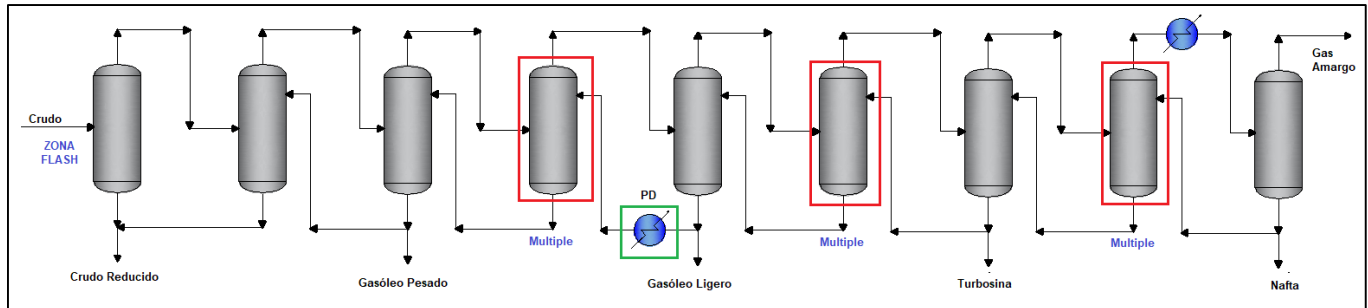 Gas
Amargo
Crudo
ZONA
FLASH
PD
Multiple
Multiple
Multiple
Crudo Reducido
Gasóleo Pesado
Gasóleo Ligero
Turbosina
Nafta